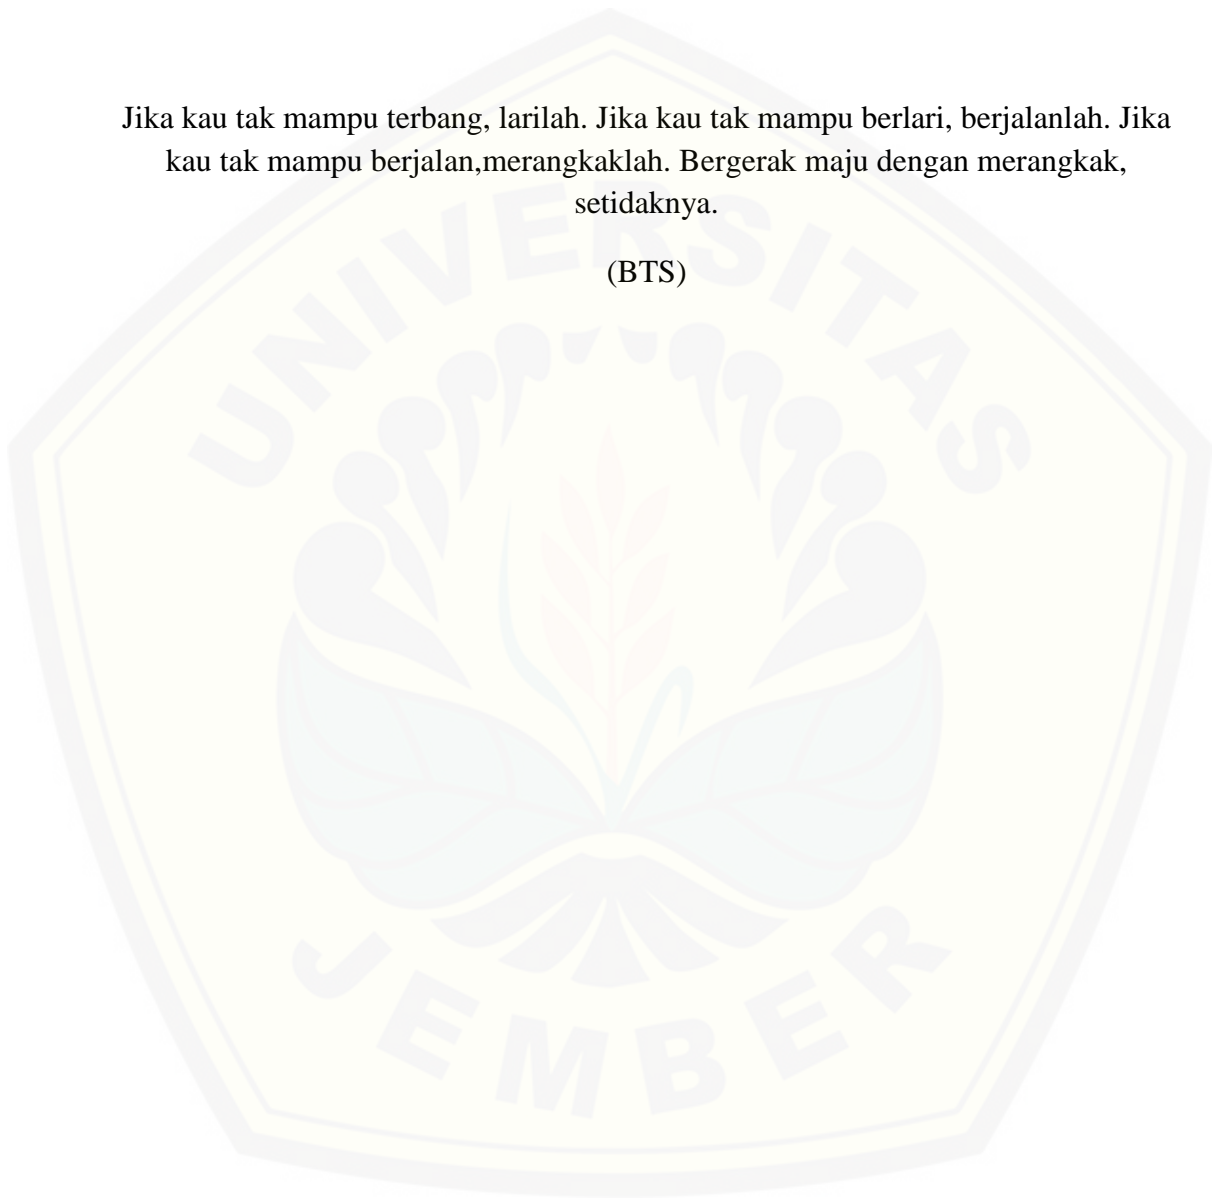 Jika kau tak mampu terbang, larilah. Jika kau tak mampu berlari, berjalanlah. Jika
kau tak mampu berjalan,merangkaklah. Bergerak maju dengan merangkak,
setidaknya.
(BTS)
UNIVERSITAS
JEMBER